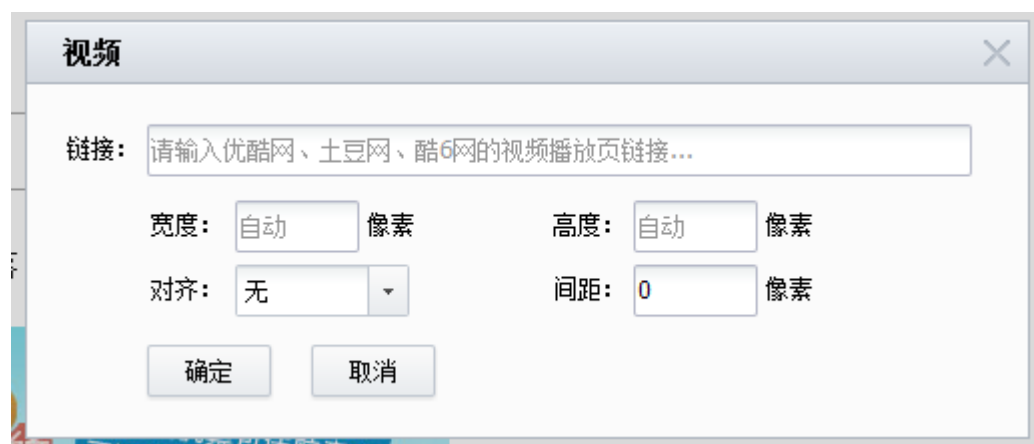 视频
链接： 请输入优酷网、土豆网、酷6网的视频播放页链接...
宽度： 自动 像素 高度： 自动 像素
对齐： 无 间距： 0 像素
确定 取消